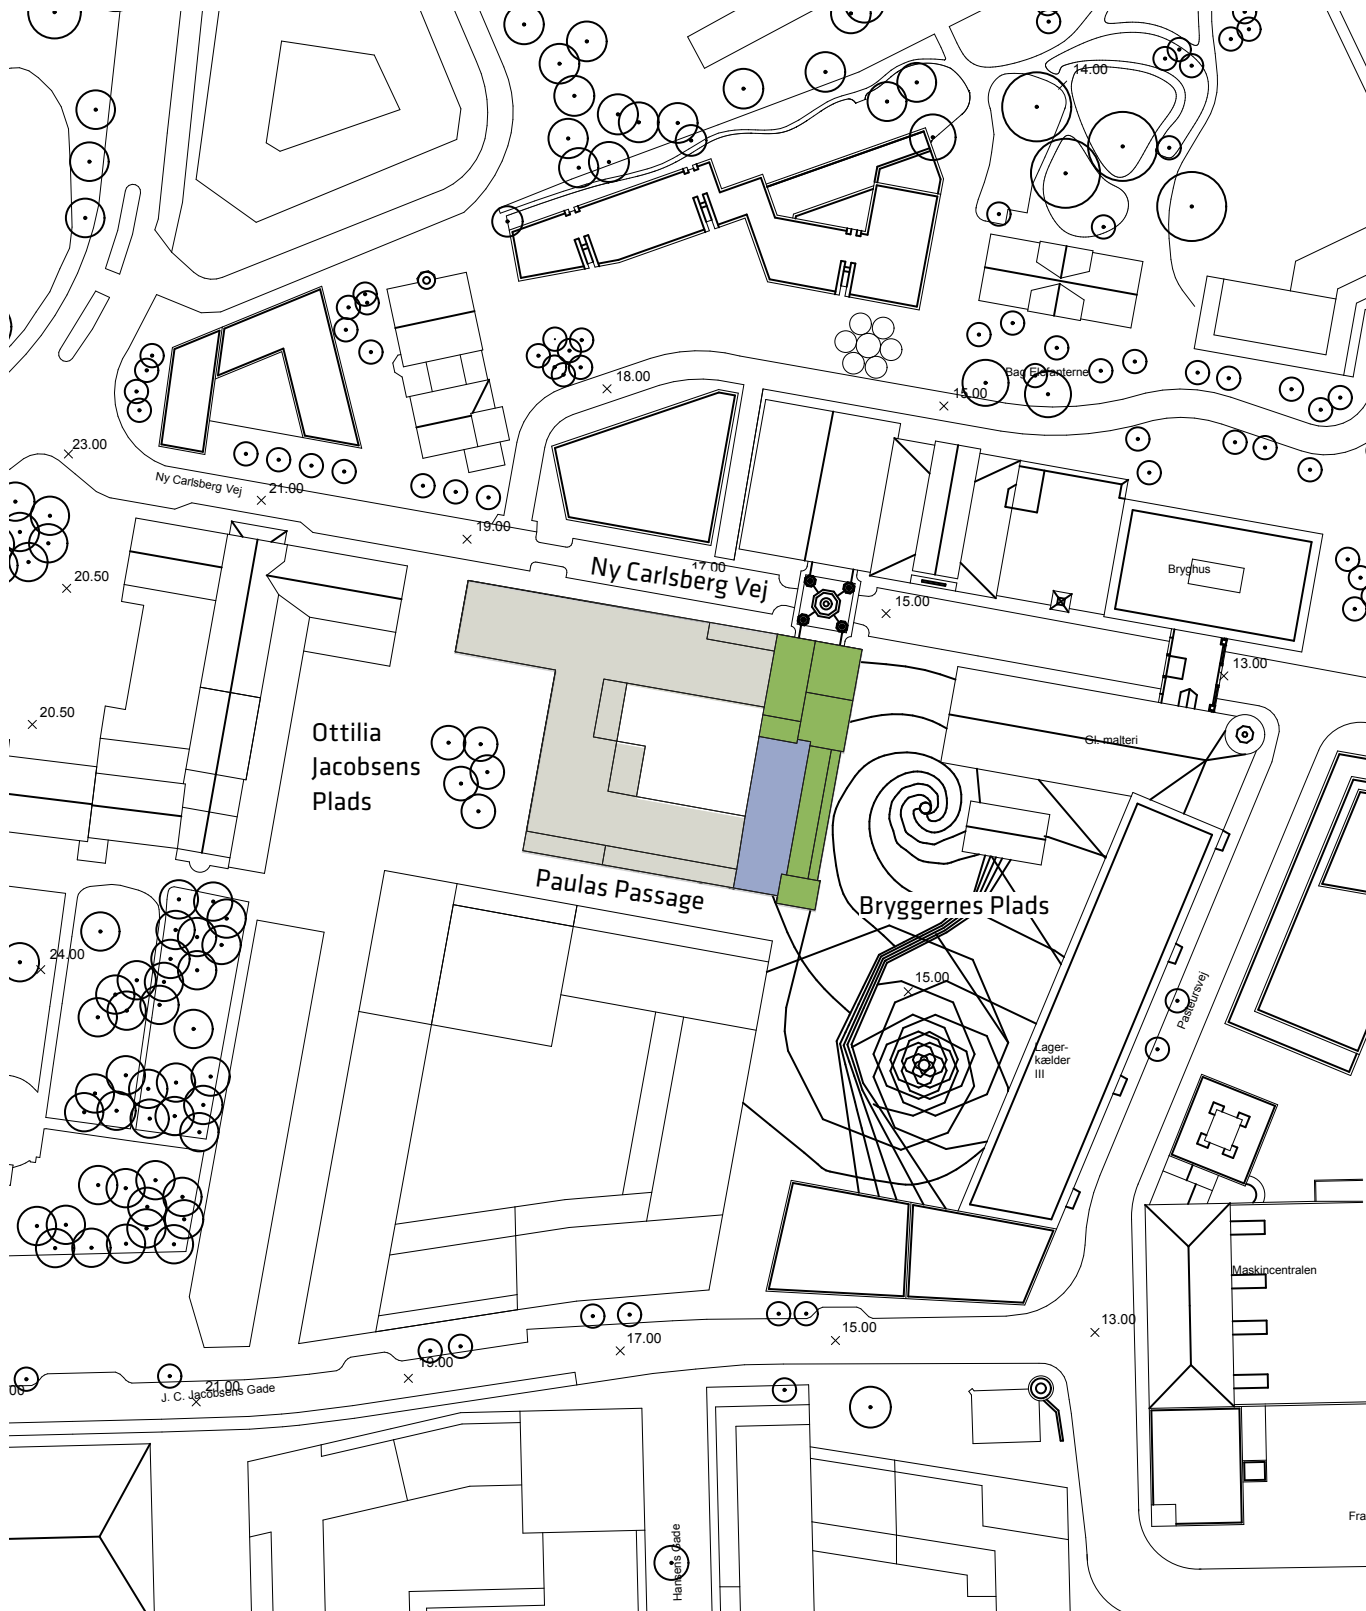 14.00
18.00
Bag Elefanterne
15.00
23.00
Ny Carlsberg Vej
21.00
19.00
20.50
Ny Carlsberg Vej
17.00
Bryghus
15.00
13.00
20.50
Ottilia
Jacobsens
Plads
Gl. malteri
Paulas Passage
Bryggernes Plads
24.00
15.00
Pasteursvej
Lager-
kælder
III
Maskincentralen
13.00
15.00
17.00
19.00
21.00
J. C. Jacobsens Gade
00
Hansens Gade
Fra